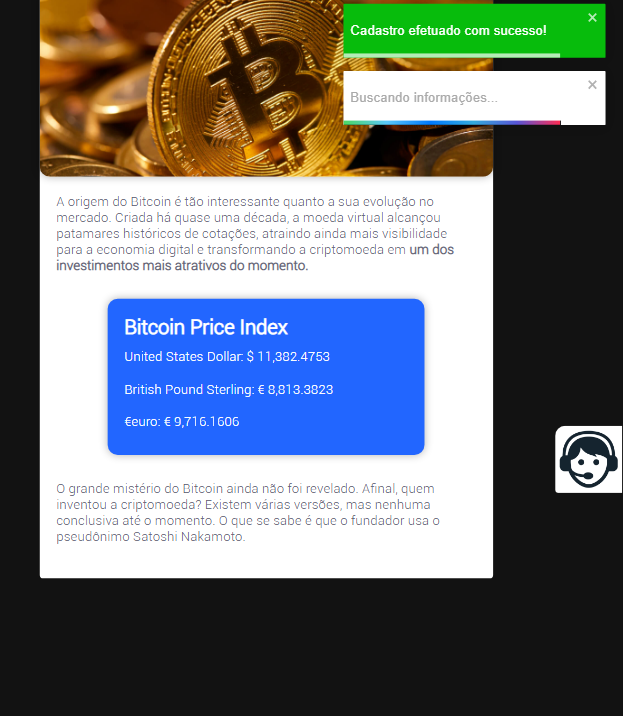 Cadastro efetuado com sucesso!
Buscando informações...
A origem do Bitcoin é tão interessante quanto a sua evolução no
mercado. Criada há quase uma década, a moeda virtual alcançou
patamares históricos de cotações, atraindo ainda mais visibilidade
para a economia digital e transformando a criptomoeda em um dos
investimentos mais atrativos do momento.
Bitcoin Price Index
United States Dollar: $ 11,382.4753
British Pound Sterling: € 8,813.3823
€euro: € 9,716.1606
O grande mistério do Bitcoin ainda não foi revelado. Afinal, quem
inventou a criptomoeda? Existem várias versões, mas nenhuma
conclusiva até o momento. O que se sabe é que o fundador usa o
pseudônimo Satoshi Nakamoto.